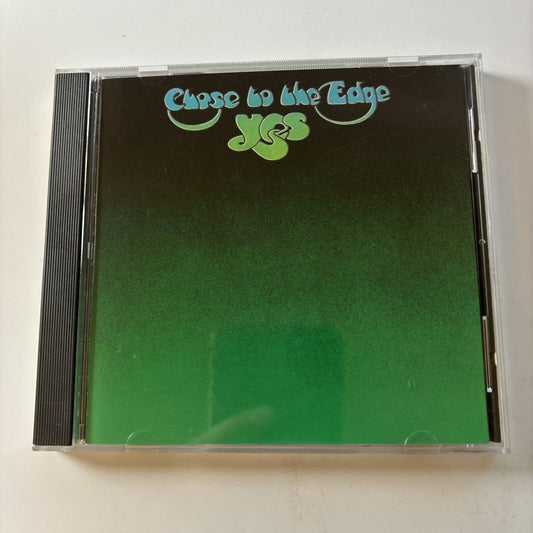 Close to the Edge
yes